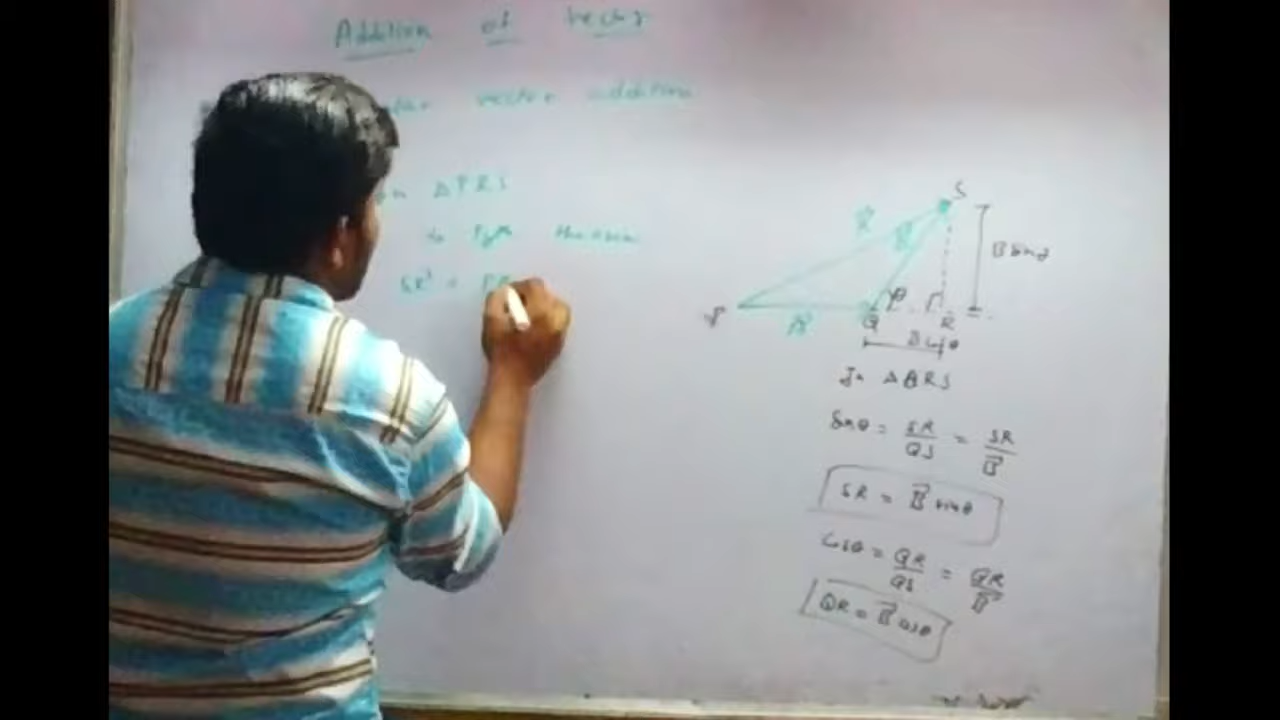 Addition of Vectors
vector addition
In ΔPRS
theorem
SR² = PR
S
R
B
B sinθ
P
A
Q
θ
R
B cosθ
In ΔQRS
Sinθ = SR/QS = SR/B⃗
SR = B⃗ sinθ
Cosθ = QR/QS = QR/B⃗
QR = B⃗ cosθ